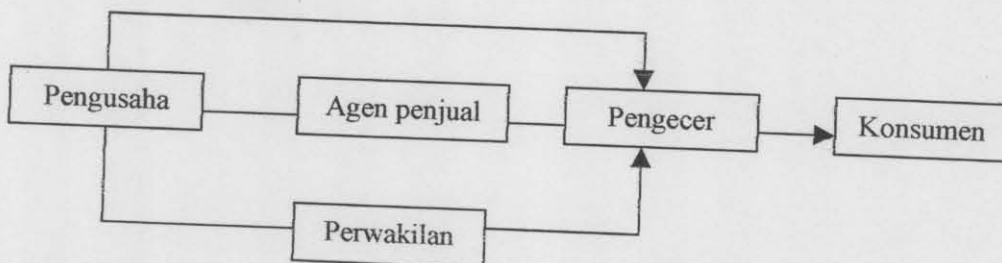 Pengusaha
Agen penjual
Pengecer
Konsumen
Perwakilan